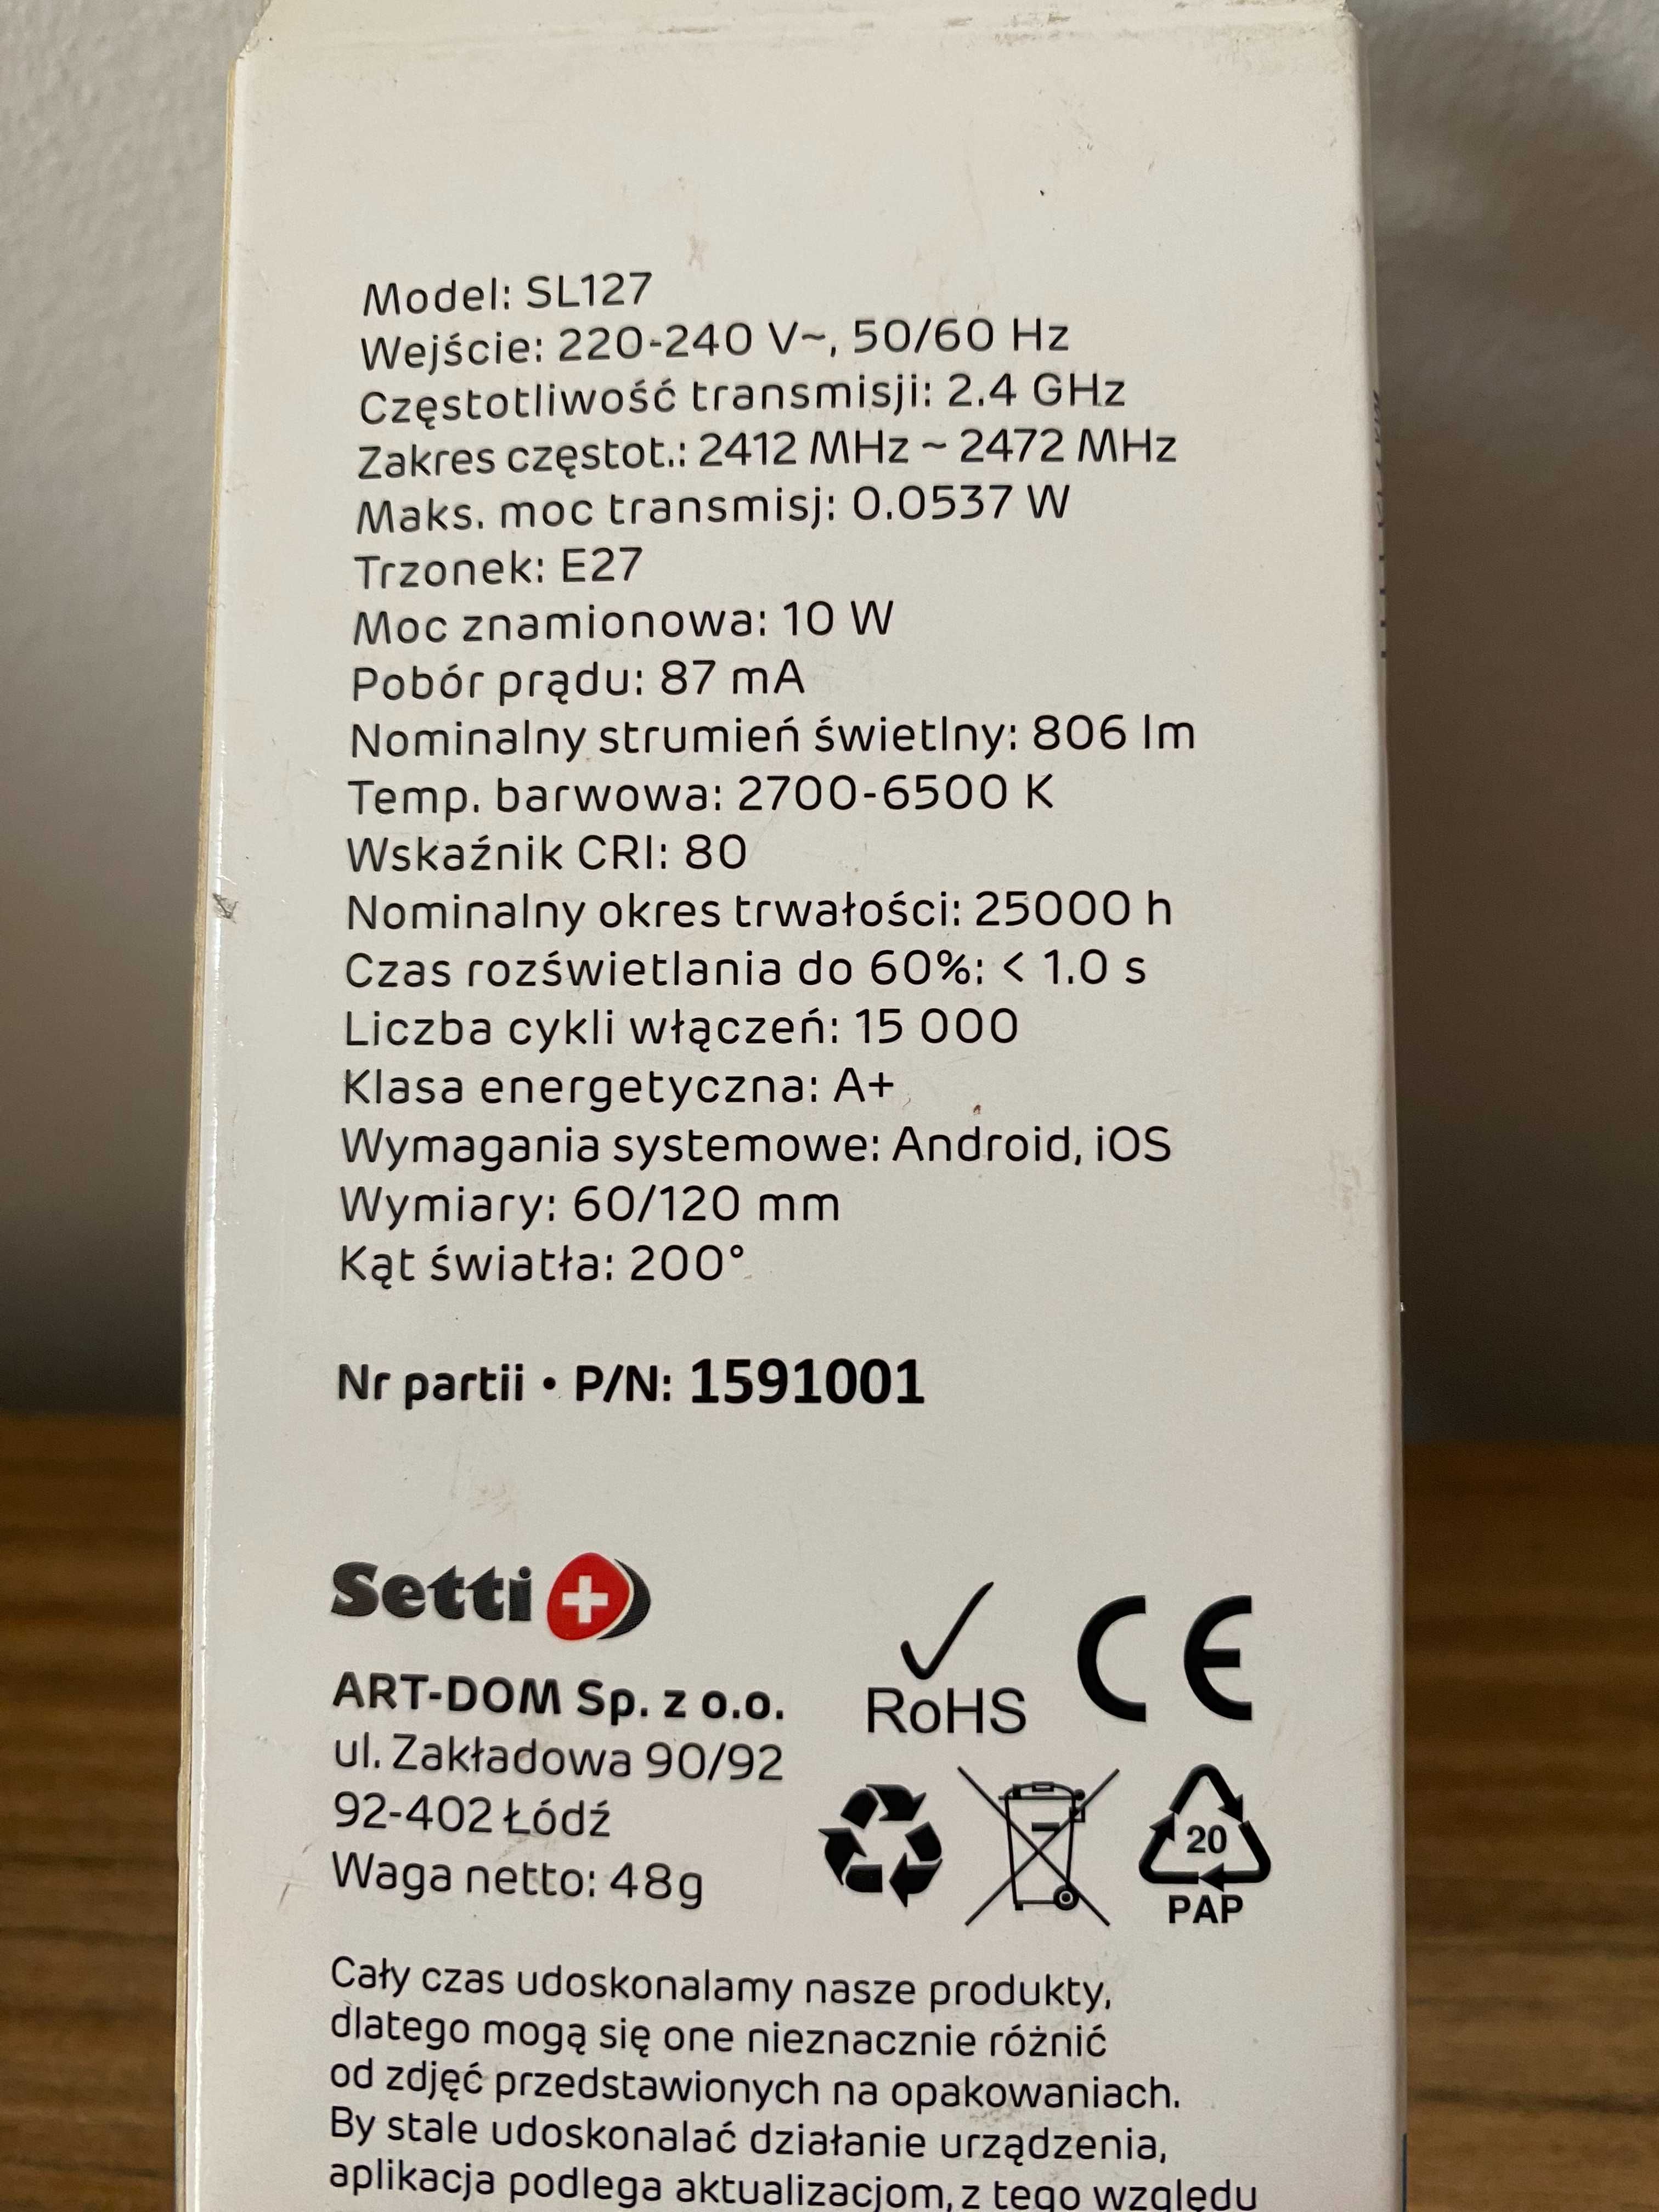 Model: SL127
Wejście: 220-240 V~, 50/60 Hz
Częstotliwość transmisji: 2.4 GHz
Zakres częstot.: 2412 MHz ~ 2472 MHz
Maks. moc transmisj: 0.0537 W
Trzonek: E27
Moc znamionowa: 10 W
Pobór prądu: 87 mA
Nominalny strumień świetlny: 806 lm
Temp. barwowa: 2700-6500 K
Wskaźnik CRI: 80
Nominalny okres trwałości: 25000 h
Czas rozświetlania do 60%: < 1.0 s
Liczba cykli włączeń: 15 000
Klasa energetyczna: A+
Wymagania systemowe: Android, iOS
Wymiary: 60/120 mm
Kąt światła: 200°
Nr partii • P/N: 1591001
Setti+
ART-DOM Sp. z o.o.
ul. Zakładowa 90/92
92-402 Łódź
Waga netto: 48g
RoHS
CE
20
PAP
Cały czas udoskonalamy nasze produkty,
dlatego mogą się one nieznacznie różnić
od zdjęć przedstawionych na opakowaniach.
By stale udoskonalać działanie urządzenia,
aplikacja podlega aktualizacjom, z tego względu